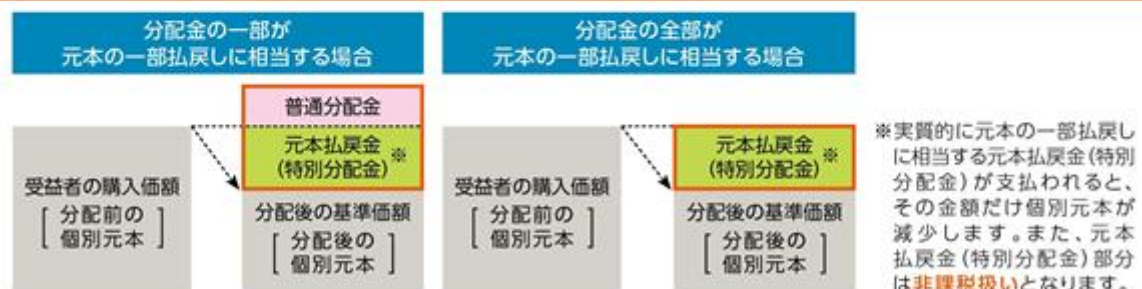 分配金の一部が
元本の一部払戻しに相当する場合
普通分配金
元本払戻金
(特別分配金) ※
受益者の購入価額
[ 分配前の
個別元本 ]
分配後の基準価額
[ 分配後の
個別元本 ]
分配金の全部が
元本の一部払戻しに相当する場合
元本払戻金
(特別分配金) ※
受益者の購入価額
[ 分配前の
個別元本 ]
分配後の基準価額
[ 分配後の
個別元本 ]
※実質的に元本の一部払戻し
に相当する元本払戻金(特別
分配金)が支払われると、
その金額だけ個別元本が
減少します。また、元本
払戻金(特別分配金)部分
は非課税扱いとなります。